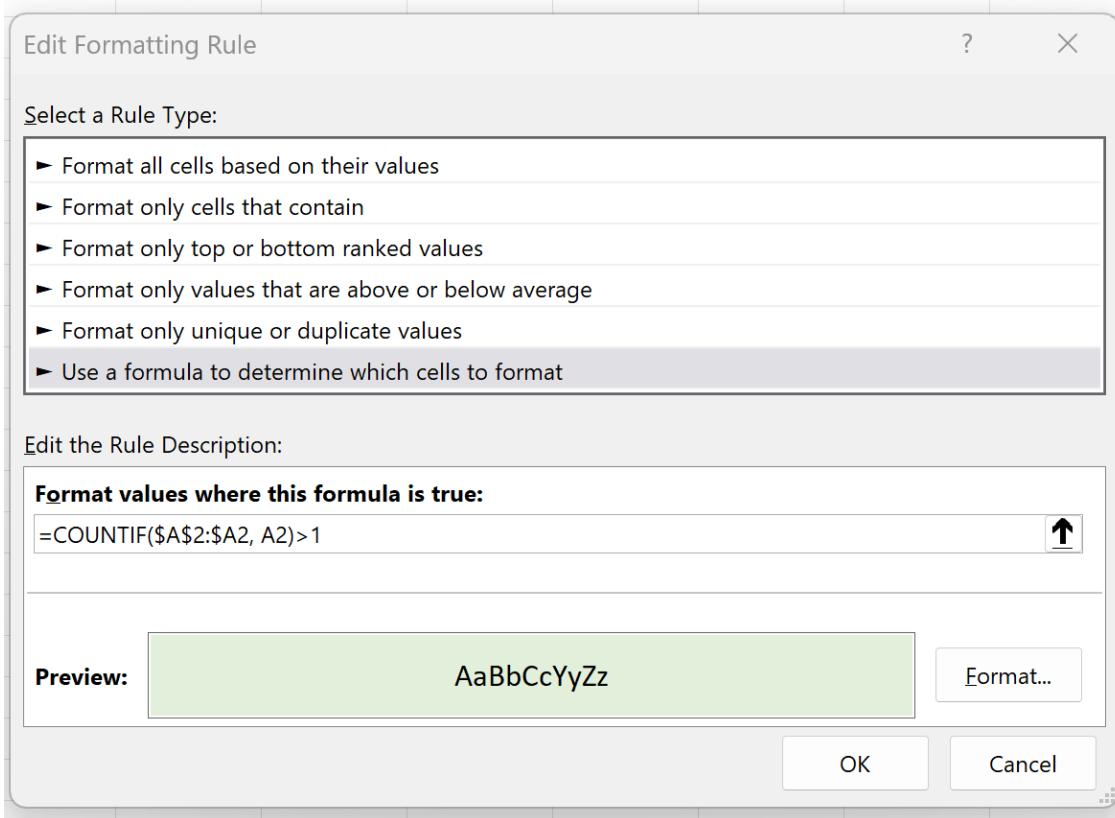 Edit Formatting Rule ?
Select a Rule Type:
► Format all cells based on their values
► Format only cells that contain
► Format only top or bottom ranked values
► Format only values that are above or below average
► Format only unique or duplicate values
► Use a formula to determine which cells to format
Edit the Rule Description:
Format values where this formula is true:
=COUNTIF($A$2:$A2, A2)>1
Preview: AaBbCcYyZz Format...
OK Cancel